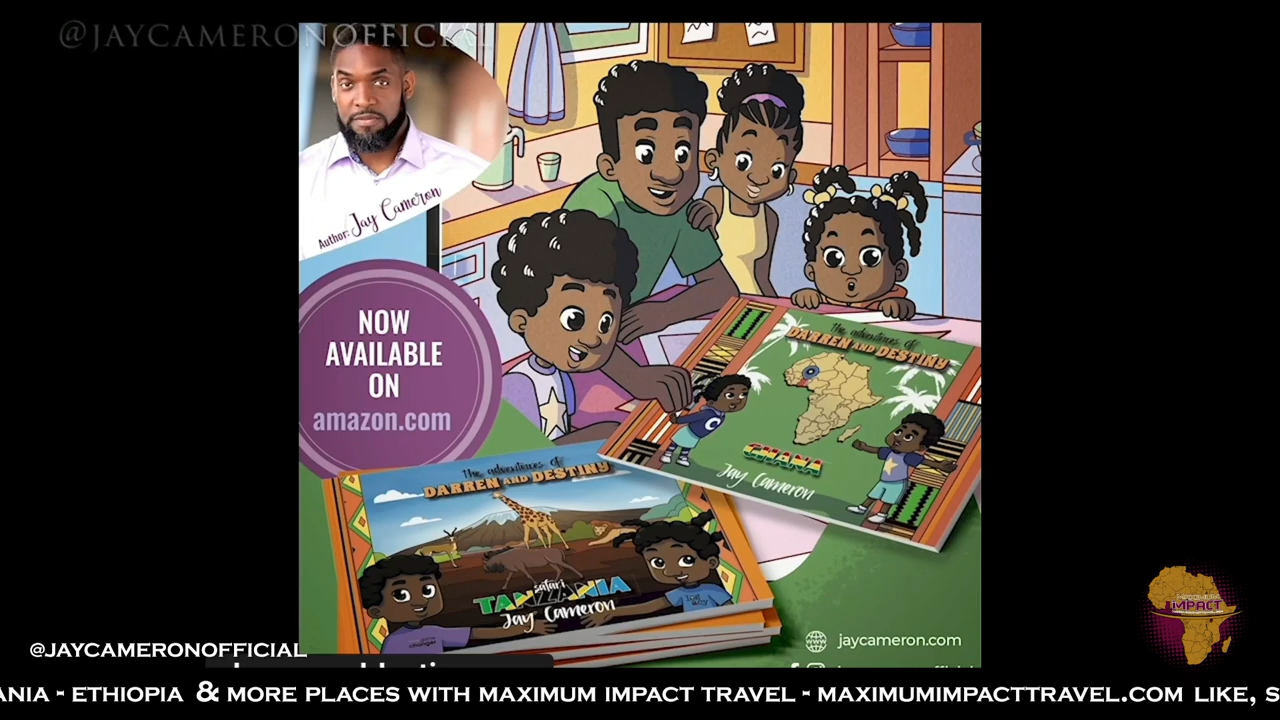 @JAYCAMERONOFFICIAL
Author: Jay Cameron
NOW
AVAILABLE
ON
amazon.com
The adventures of
DARREN AND DESTINY
GHANA
Jay Cameron
The adventures of
DARREN AND DESTINY
safari
TANZANIA
Jay Cameron
jaycameron.com
IMPACT
@JAYCAMERONOFFICIAL
ANIA - ETHIOPIA & MORE PLACES WITH MAXIMUM IMPACT TRAVEL - MAXIMUMIMPACTTRAVEL.COM LIKE, S